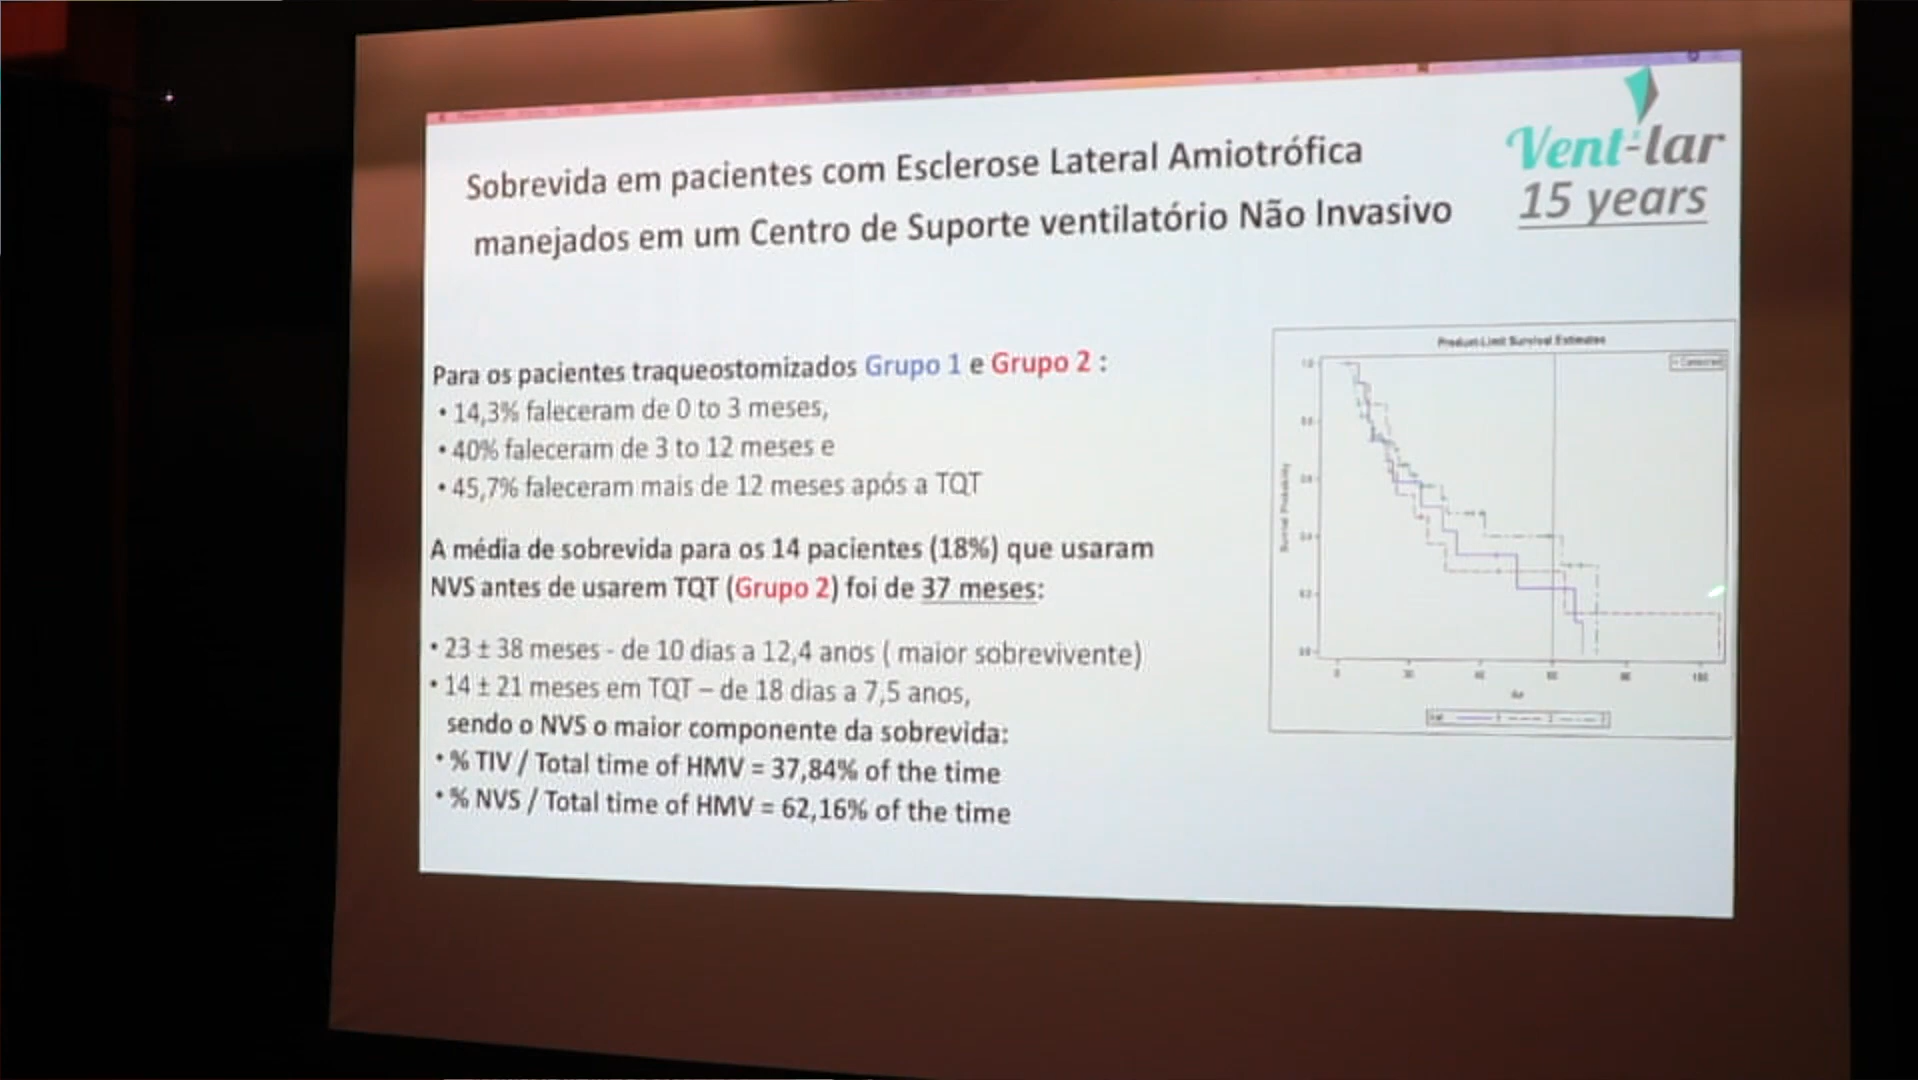 Sobrevida em pacientes com Esclerose Lateral Amiotrófica
manejados em um Centro de Suporte ventilatório Não Invasivo
Vent-lar
15 years
Para os pacientes traqueostomizados Grupo 1 e Grupo 2 :
• 14,3% faleceram de 0 to 3 meses,
• 40% faleceram de 3 to 12 meses e
• 45,7% faleceram mais de 12 meses após a TQT
A média de sobrevida para os 14 pacientes (18%) que usaram
NVS antes de usarem TQT (Grupo 2) foi de 37 meses:
• 23 ± 38 meses - de 10 dias a 12,4 anos ( maior sobrevivente)
• 14 ± 21 meses em TQT – de 18 dias a 7,5 anos,
sendo o NVS o maior componente da sobrevida:
• % TIV / Total time of HMV = 37,84% of the time
• % NVS / Total time of HMV = 62,16% of the time
Product-Limit Survival Estimates
Censored
Survival Probability